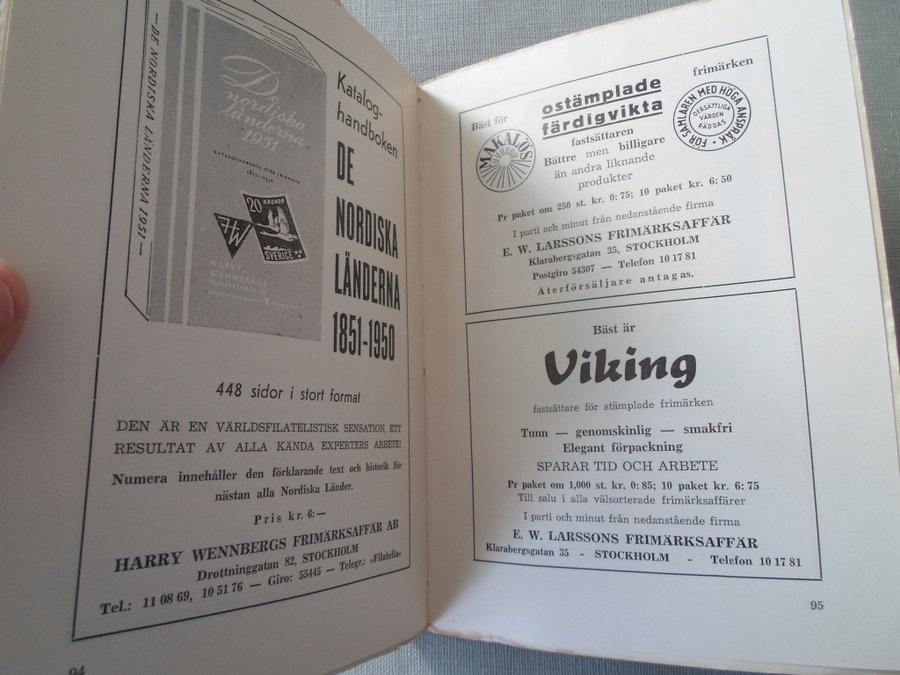 —DE NORDISKA LÄNDERNA 1951—
De
nordiska
länderna
1951
1851-1950
20 KRONOR
SVERIGE
HW
HARRY
WENNBERGS
Katalog-
handboken
DE
NORDISKA
LÄNDERNA
1851-1950
448 sidor i stort format
DEN ÄR EN VÄRLDSFILATELISTISK SENSATION, ETT
RESULTAT AV ALLA KÄNDA EXPERTERS ARBETE!
Numera innehåller den förklarande text och historik för
nästan alla Nordiska Länder.
Pris kr. 6:—
HARRY WENNBERGS FRIMÄRKSAFFÄR AB
Drottninggatan 82, STOCKHOLM
Tel.: 11 08 69, 10 51 76 — Giro: 55445 — Telegr.: »Filatelia»
94
Bäst för
ostämplade
färdigvikta
frimärken
MAKALÖS
fastsättaren
Bättre men billigare
än andra liknande
produkter
FÖR SAMLAREN MED HÖGA ANSPRÅK •
OERSÄTTLIGA
VÄRDEN
RÄDDAS
Pr paket om 250 st. kr. 0: 75; 10 paket kr. 6: 50
I parti och minut från nedanstående firma
E. W. LARSSONS FRIMÄRKSAFFÄR
Klarabergsgatan 35, STOCKHOLM
Postgiro 54307 — Telefon 10 17 81
Återförsäljare antagas.
Bäst är
Viking
fastsättare för stämplade frimärken
Tunn — genomskinlig — smakfri
Elegant förpackning
SPARAR TID OCH ARBETE
Pr paket om 1,000 st. kr. 0: 85; 10 paket kr. 6: 75
Till salu i alla välsorterade frimärksaffärer
I parti och minut från nedanstående firma
E. W. LARSSONS FRIMÄRKSAFFÄR
Klarabergsgatan 35 - STOCKHOLM - Telefon 10 17 81
95